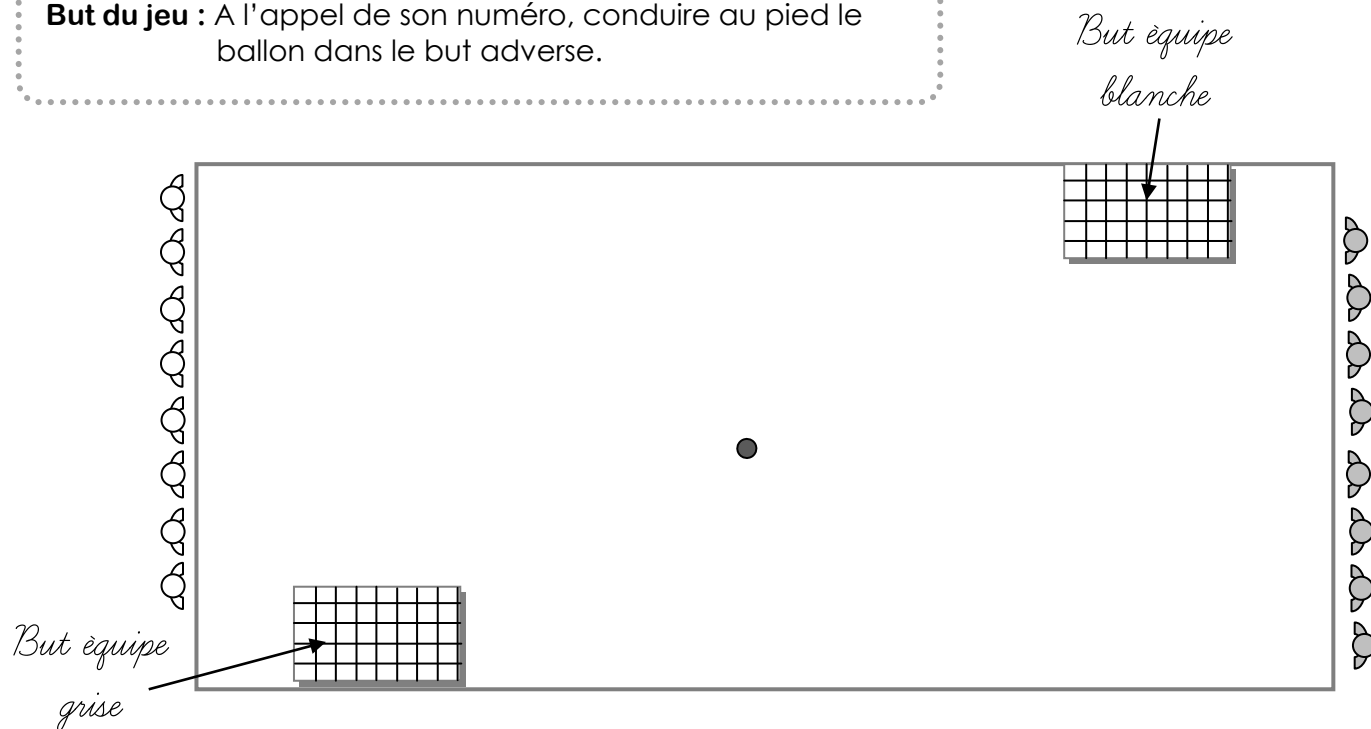 But du jeu : A l’appel de son numéro, conduire au pied le
ballon dans le but adverse.
But èquipe
blanche
But èquipe
grise